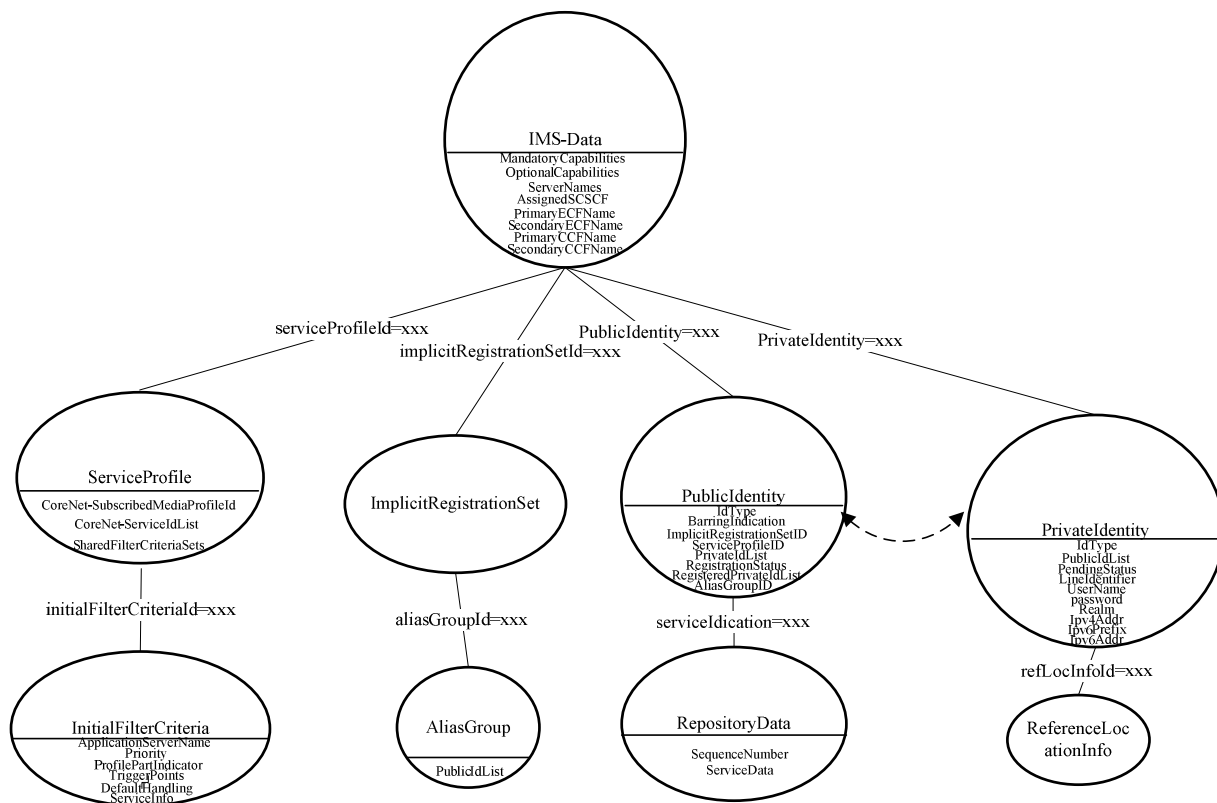 IMS-Data
MandatoryCapabilities
OptionalCapabilities
ServerNames
AssignedSCSCF
PrimaryECFName
SecondaryECFName
PrimaryCCFName
SecondaryCCFName
serviceProfileId=xxx
implicitRegistrationSetId=xxx
PublicIdentity=xxx
PrivateIdentity=xxx
ServiceProfile
CoreNet-SubscribedMediaProfileId
CoreNet-ServiceIdList
SharedFilterCriteriaSets
ImplicitRegistrationSet
PublicIdentity
IdType
BarringIndication
ImplicitRegistrationSetID
ServiceProfileID
PrivateIdList
RegistrationStatus
RegisteredPrivateIdList
AliasGroupID
PrivateIdentity
IdType
PublicIdList
PendingStatus
LineIdentifier
UserName
password
Realm
Ipv4Addr
Ipv6Prefix
Ipv6Addr
initialFilterCriteriaId=xxx
aliasGroupId=xxx
serviceIdication=xxx
refLocInfoId=xxx
InitialFilterCriteria
ApplicationServerName
Priority
ProfilePartIndicator
TriggerPoints
DefaultHandling
ServiceInfo
AliasGroup
PublicIdList
RepositoryData
SequenceNumber
ServiceData
ReferenceLoc
ationInfo